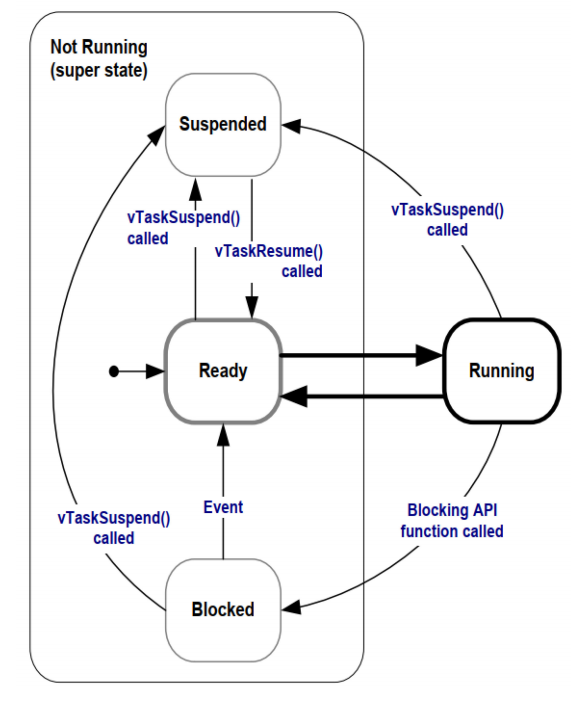 Not Running
(super state)
Suspended
vTaskSuspend()
called
vTaskResume()
called
vTaskSuspend()
called
Ready
Running
vTaskSuspend()
called
Event
Blocking API
function called
Blocked